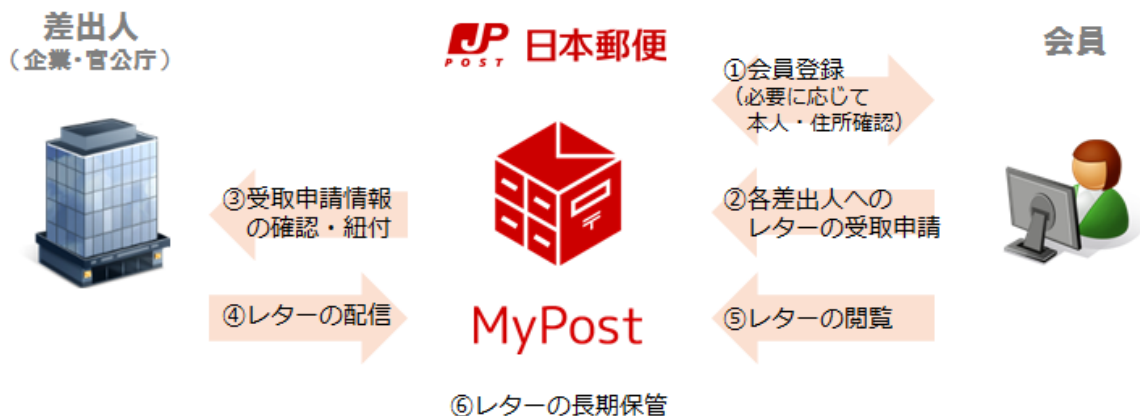 差出人
（企業・官公庁）
JP
POST
日本郵便
会員
①会員登録
（必要に応じて
本人・住所確認）
③受取申請情報
の確認・紐付
〒
②各差出人への
レターの受取申請
④レターの配信
MyPost
⑤レターの閲覧
⑥レターの長期保管